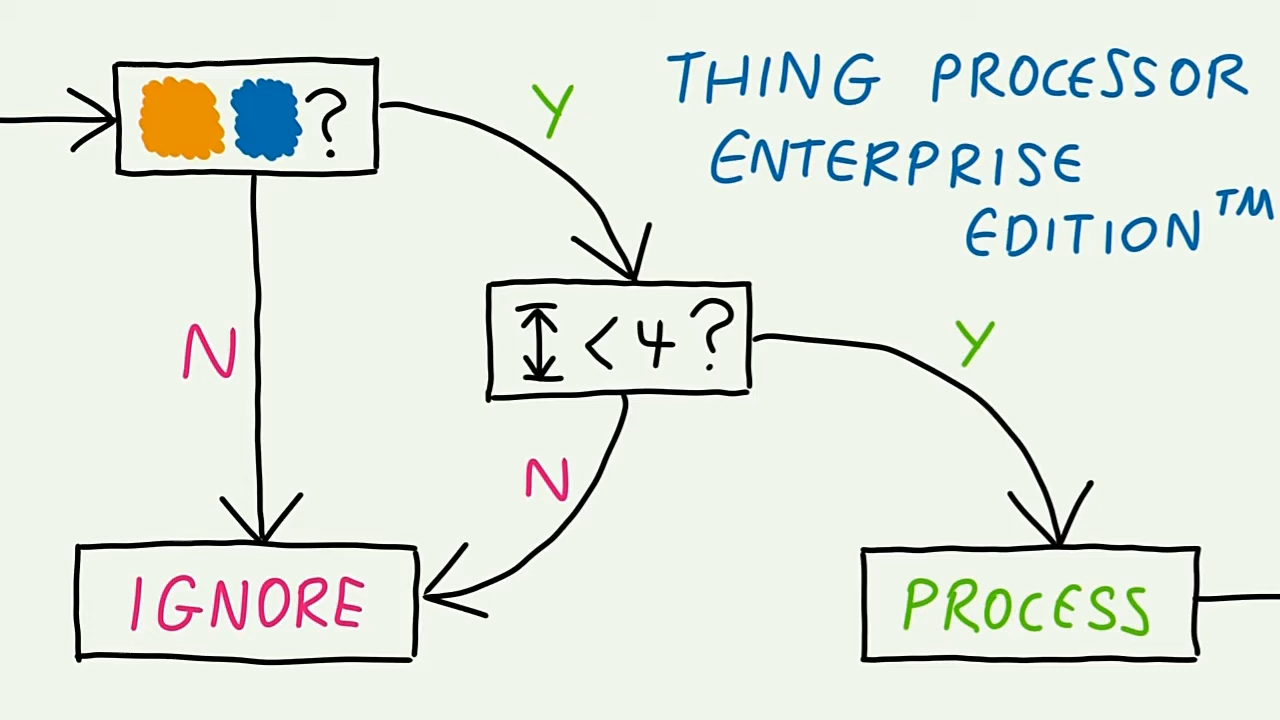 THING PROCESSOR
ENTERPRISE
EDITION™
?
Y
< 4 ?
N
Y
N
IGNORE
PROCESS